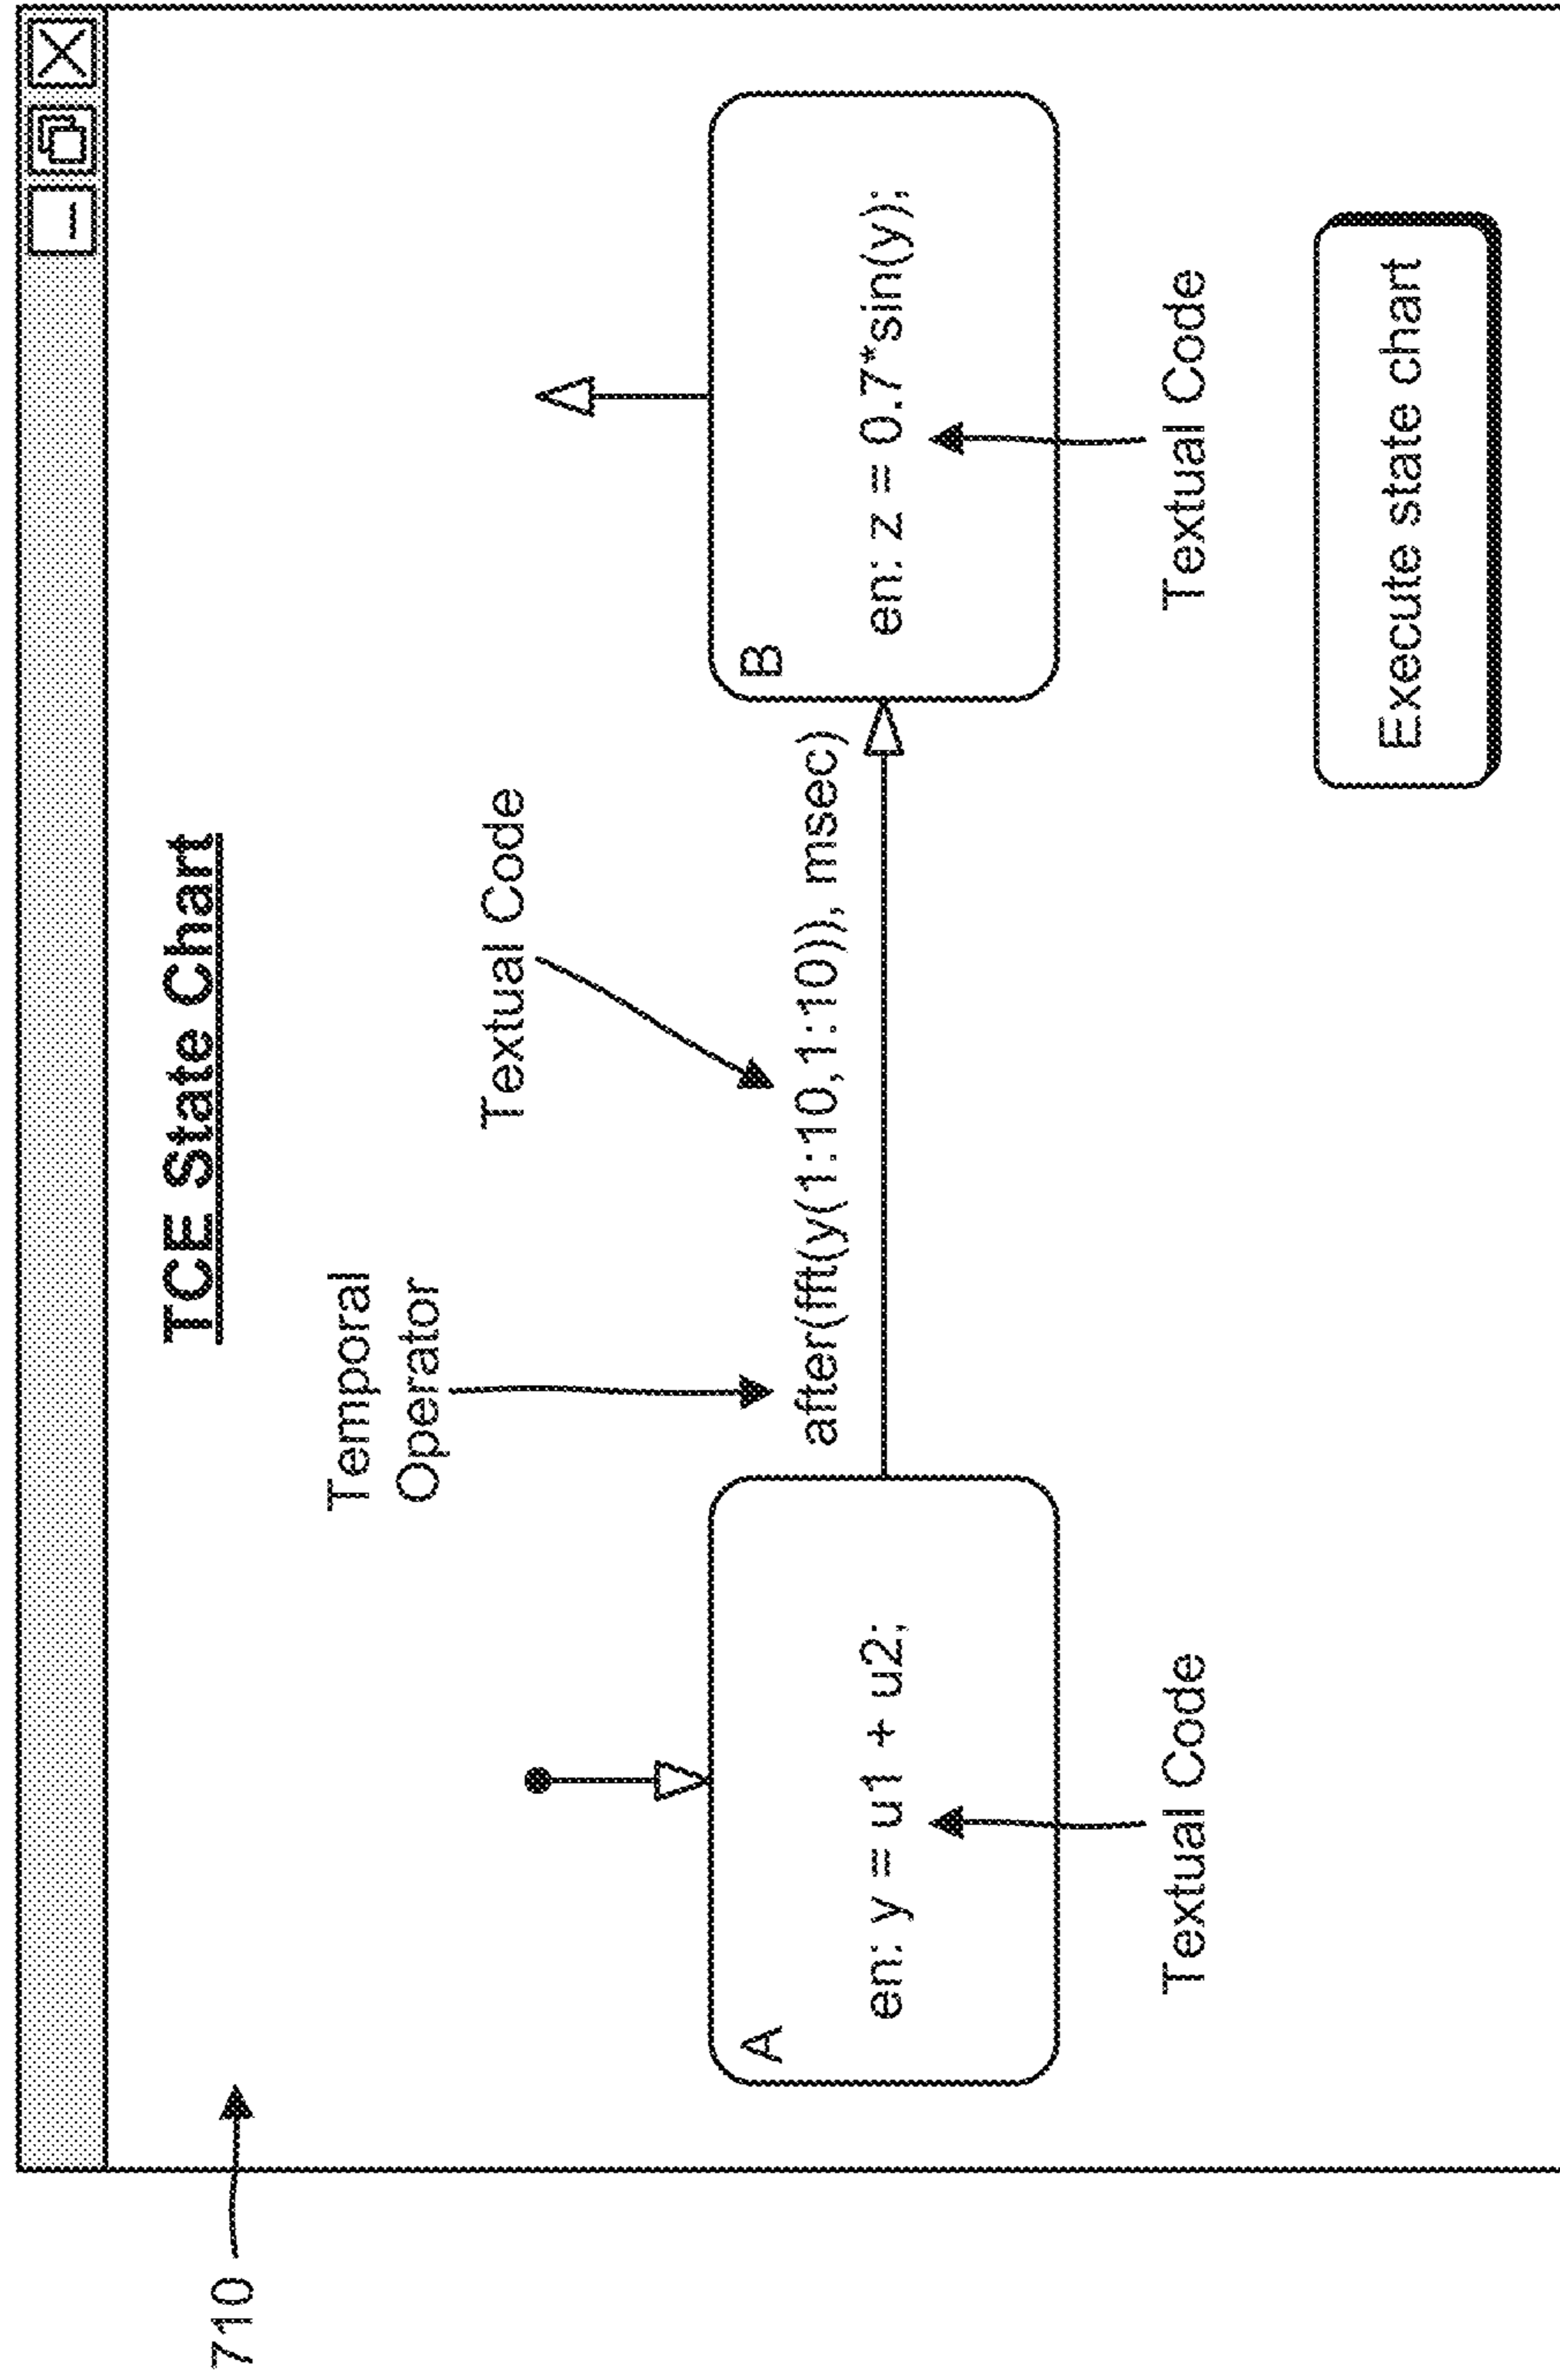 710
TCE State Chart
Temporal
Operator
Textual Code
after(fft(y(1:10,1:10)), msec)
A
en: y = u1 + u2;
B
en: z = 0.7*sin(y);
Textual Code
Textual Code
Execute state chart